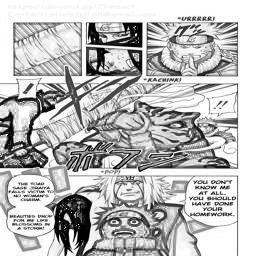 *URRRRR!
*KACHINK!
!!
*POP!
THE TOAD
SAGE JIRAIYA
FALLS VICTIM TO
NO WOMAN'S
CHARM.
BEAUTIES DROP
FOR ME LIKE
BLOSSOMS IN
A STORM!
YOU DON'T
KNOW ME
AT ALL.
YOU SHOULD
HAVE DONE
YOUR
HOMEWORK.